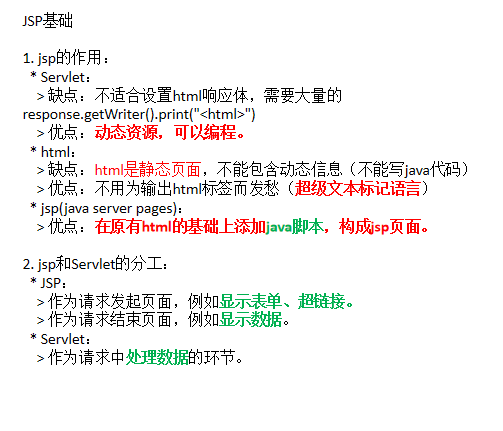 JSP基础
1. jsp的作用：
* Servlet：
> 缺点：不适合设置html响应体，需要大量的
response.getWriter().print("<html>")
> 优点：动态资源，可以编程。
* html：
> 缺点：html是静态页面，不能包含动态信息（不能写java代码）
> 优点：不用为输出html标签而发愁（超级文本标记语言）
* jsp(java server pages)：
> 优点：在原有html的基础上添加java脚本，构成jsp页面。
2. jsp和Servlet的分工：
* JSP：
> 作为请求发起页面，例如显示表单、超链接。
> 作为请求结束页面，例如显示数据。
* Servlet：
> 作为请求中处理数据的环节。